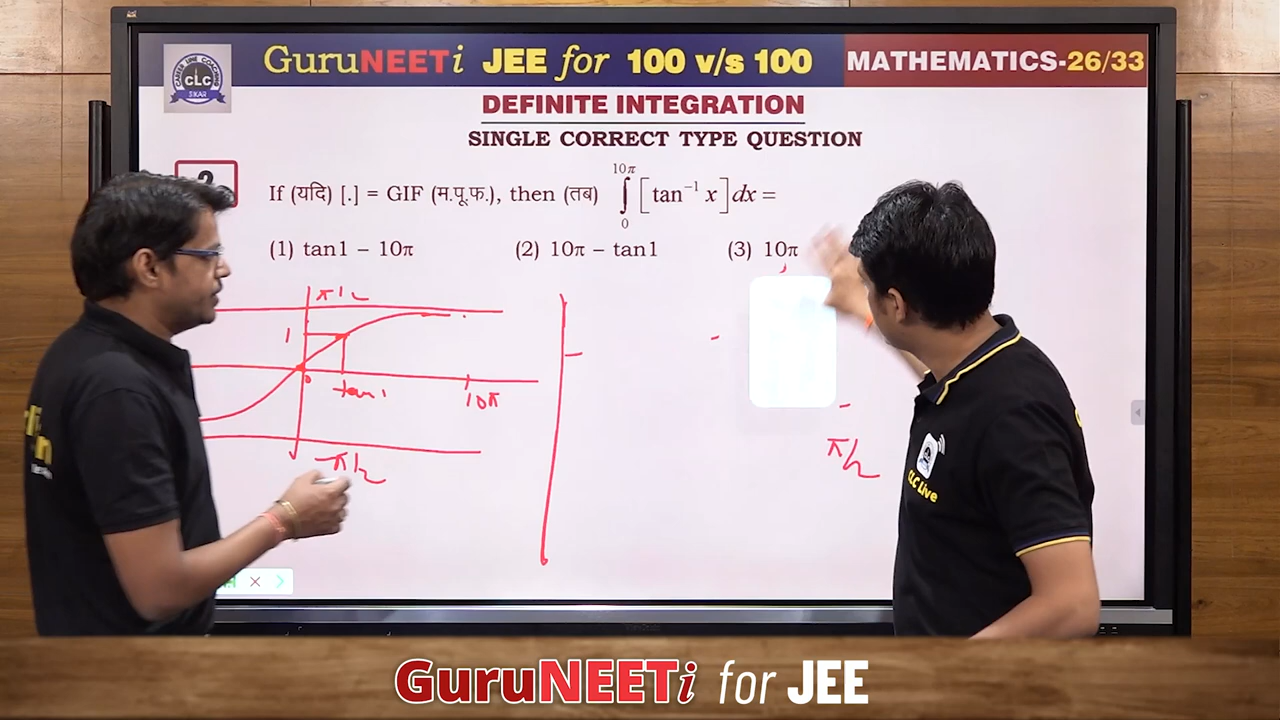 GuruNEETi JEE for 100 v/s 100 MATHEMATICS-26/33
CLC
SIKAR
DEFINITE INTEGRATION
SINGLE CORRECT TYPE QUESTION
If (यदि) [.] = GIF (म.पू.फ.), then (तब) ∫₀^{10π} [tan⁻¹ x] dx =
(1) tan1 − 10π (2) 10π − tan1 (3) 10π
π/2
1
0 tan1 10π
-π/2
π/2
CLC Live
GuruNEETi for JEE